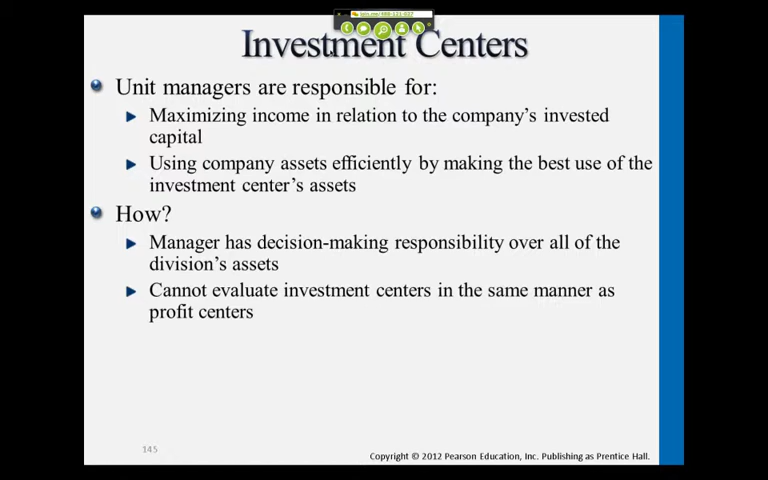 Investment Centers
Unit managers are responsible for:
Maximizing income in relation to the company's invested
capital
Using company assets efficiently by making the best use of the
investment center's assets
How?
Manager has decision-making responsibility over all of the
division's assets
Cannot evaluate investment centers in the same manner as
profit centers
145
Copyright © 2012 Pearson Education, Inc. Publishing as Prentice Hall.